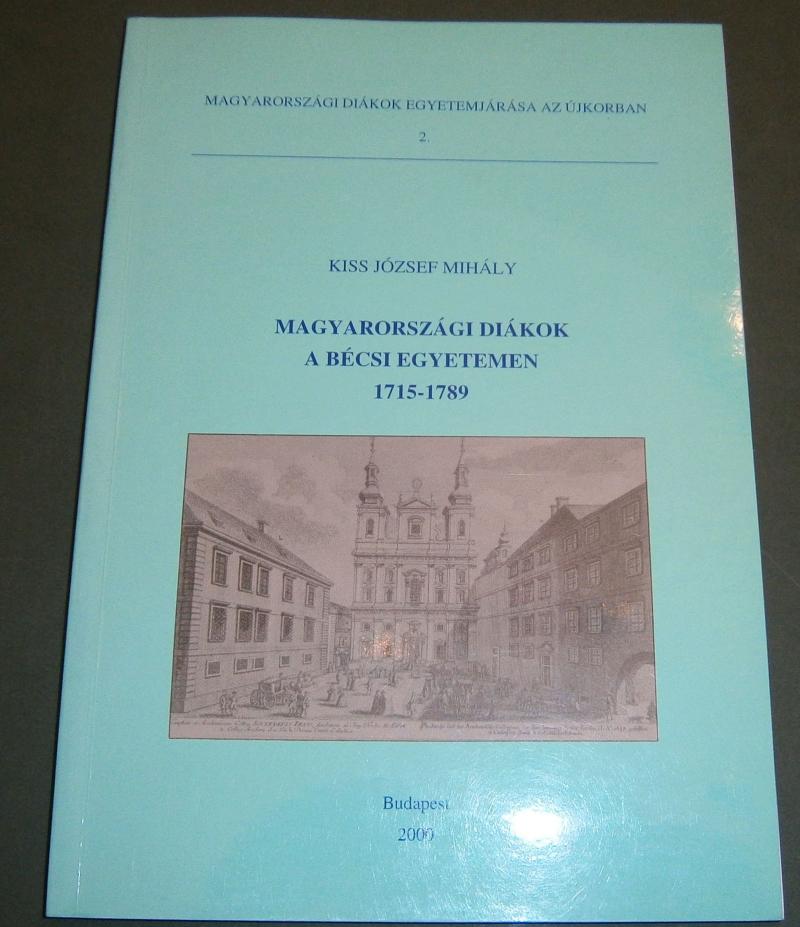 MAGYARORSZÁGI DIÁKOK EGYETEMJÁRÁSA AZ ÚJKORBAN
2.
KISS JÓZSEF MIHÁLY
MAGYARORSZÁGI DIÁKOK
A BÉCSI EGYETEMEN
1715-1789
Budapest
2000